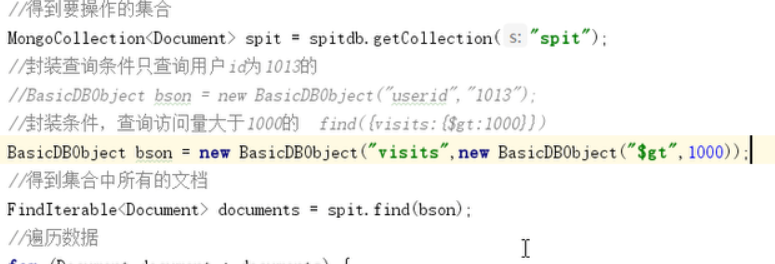 //得到要操作的集合
MongoCollection<Document> spit = spitdb.getCollection( s: "spit");
//封装查询条件只查询用户id为1013的
//BasicDBObject bson = new BasicDBObject("userid","1013");
//封装条件，查询访问量大于1000的  find({visits:{$gt:1000}})
BasicDBObject bson = new BasicDBObject("visits",new BasicDBObject("$gt",1000));
//得到集合中所有的文档
FindIterable<Document> documents = spit.find(bson);
//遍历数据
for (Document document : documents) {